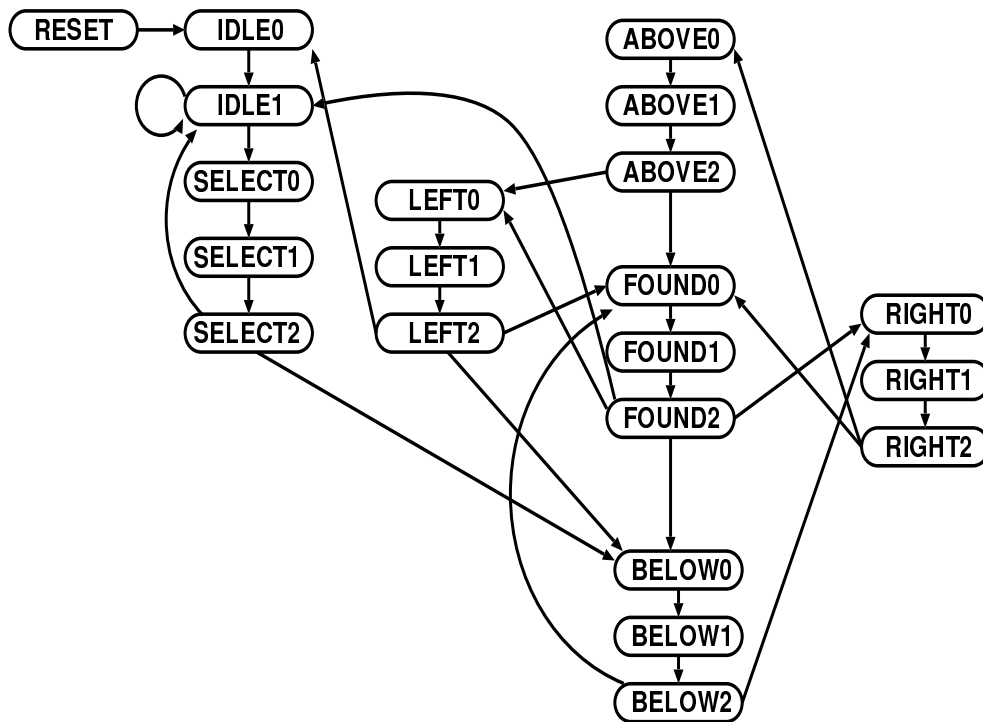 RESET
IDLE0
IDLE1
SELECT0
SELECT1
SELECT2
LEFT0
LEFT1
LEFT2
ABOVE0
ABOVE1
ABOVE2
FOUND0
FOUND1
FOUND2
BELOW0
BELOW1
BELOW2
RIGHT0
RIGHT1
RIGHT2